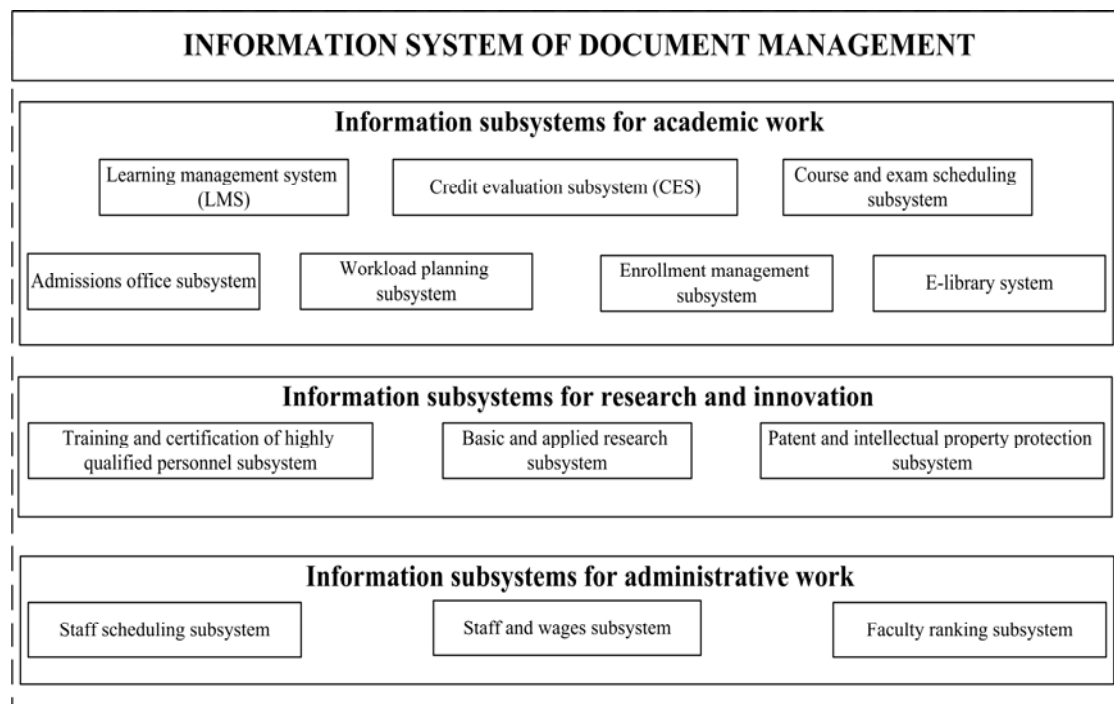 INFORMATION SYSTEM OF DOCUMENT MANAGEMENT
Information subsystems for academic work
Learning management system
(LMS)
Credit evaluation subsystem (CES)
Course and exam scheduling
subsystem
Admissions office subsystem
Workload planning
subsystem
Enrollment management
subsystem
E-library system
Information subsystems for research and innovation
Training and certification of highly
qualified personnel subsystem
Basic and applied research
subsystem
Patent and intellectual property protection
subsystem
Information subsystems for administrative work
Staff scheduling subsystem
Staff and wages subsystem
Faculty ranking subsystem